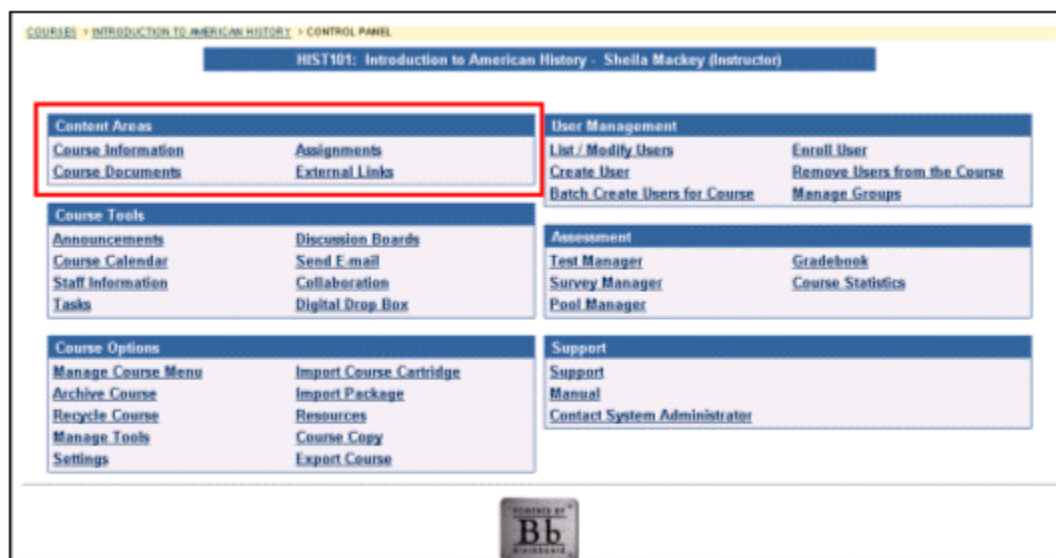 COURSES > INTRODUCTION TO AMERICAN HISTORY > CONTROL PANEL
HIST101: Introduction to American History - Sheila Mackey (Instructor)
Content Areas
Course Information Assignments
Course Documents External Links
Course Tools
Announcements Discussion Boards
Course Calendar Send E-mail
Staff Information Collaboration
Tasks Digital Drop Box
Course Options
Manage Course Menu Import Course Cartridge
Archive Course Import Package
Recycle Course Resources
Manage Tools Course Copy
Settings Export Course
User Management
List / Modify Users Enroll User
Create User Remove Users from the Course
Batch Create Users for Course Manage Groups
Assessment
Test Manager Gradebook
Survey Manager Course Statistics
Pool Manager
Support
Support
Manual
Contact System Administrator
POWERED BY
Bb
Blackboard